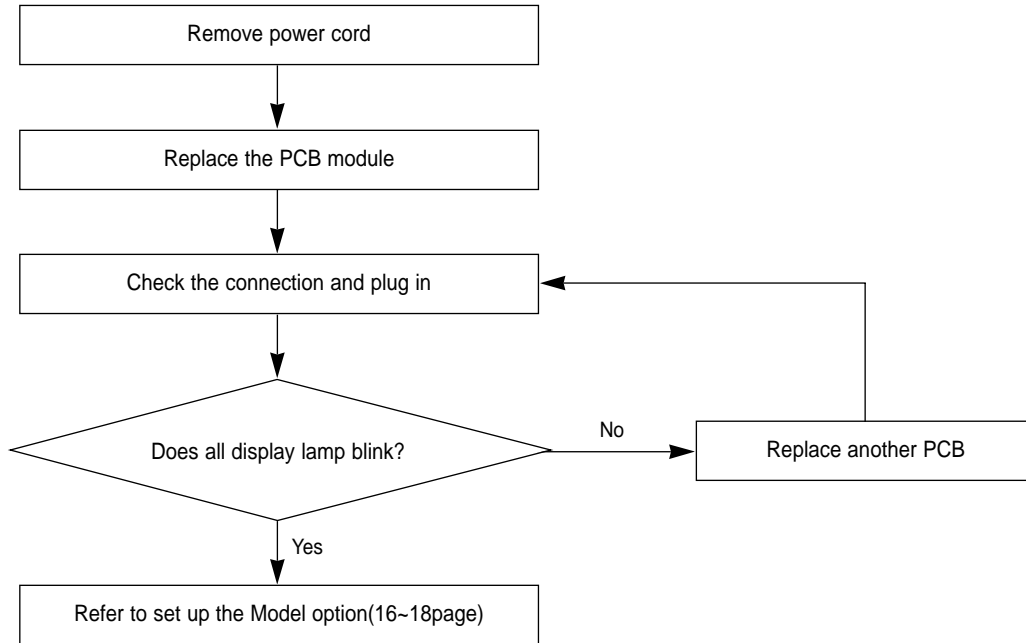 Remove power cord
Replace the PCB module
Check the connection and plug in
Does all display lamp blink?
No
Replace another PCB
Yes
Refer to set up the Model option(16~18page)